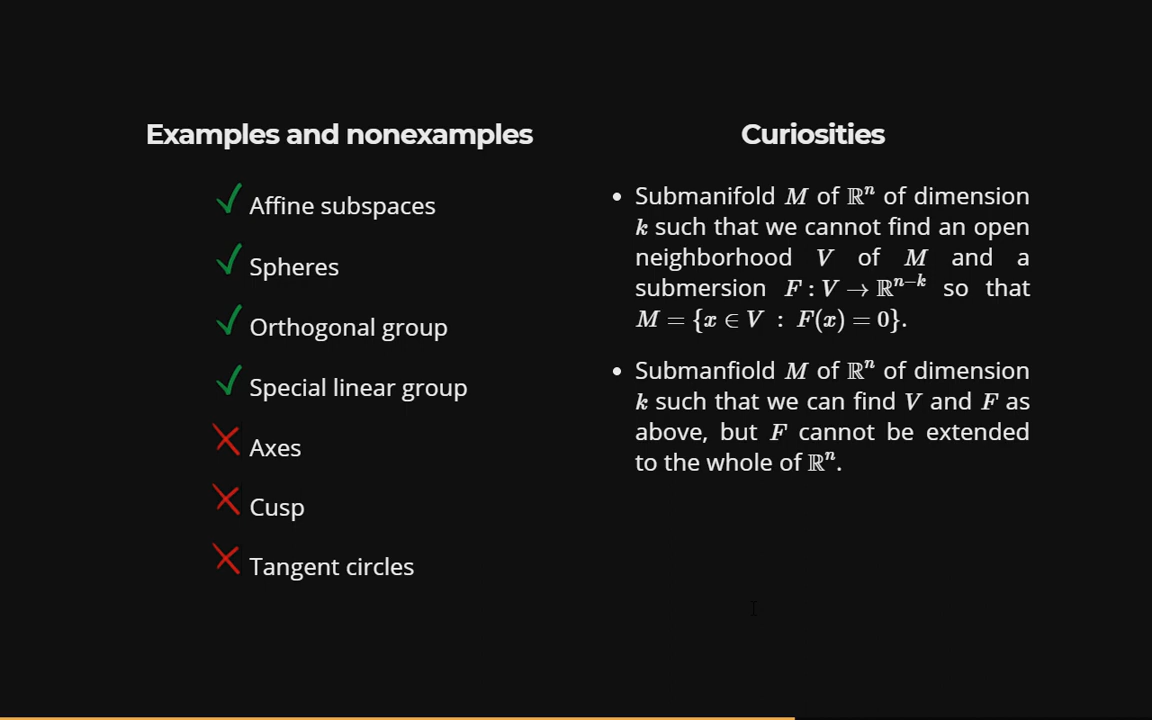 Examples and nonexamples
Affine subspaces
Spheres
Orthogonal group
Special linear group
Axes
Cusp
Tangent circles
Curiosities
• Submanifold M of ℝⁿ of dimension
k such that we cannot find an open
neighborhood V of M and a
submersion F : V → ℝⁿ⁻ᵏ so that
M = {x ∈ V : F(x) = 0}.
• Submanfiold M of ℝⁿ of dimension
k such that we can find V and F as
above, but F cannot be extended
to the whole of ℝⁿ.